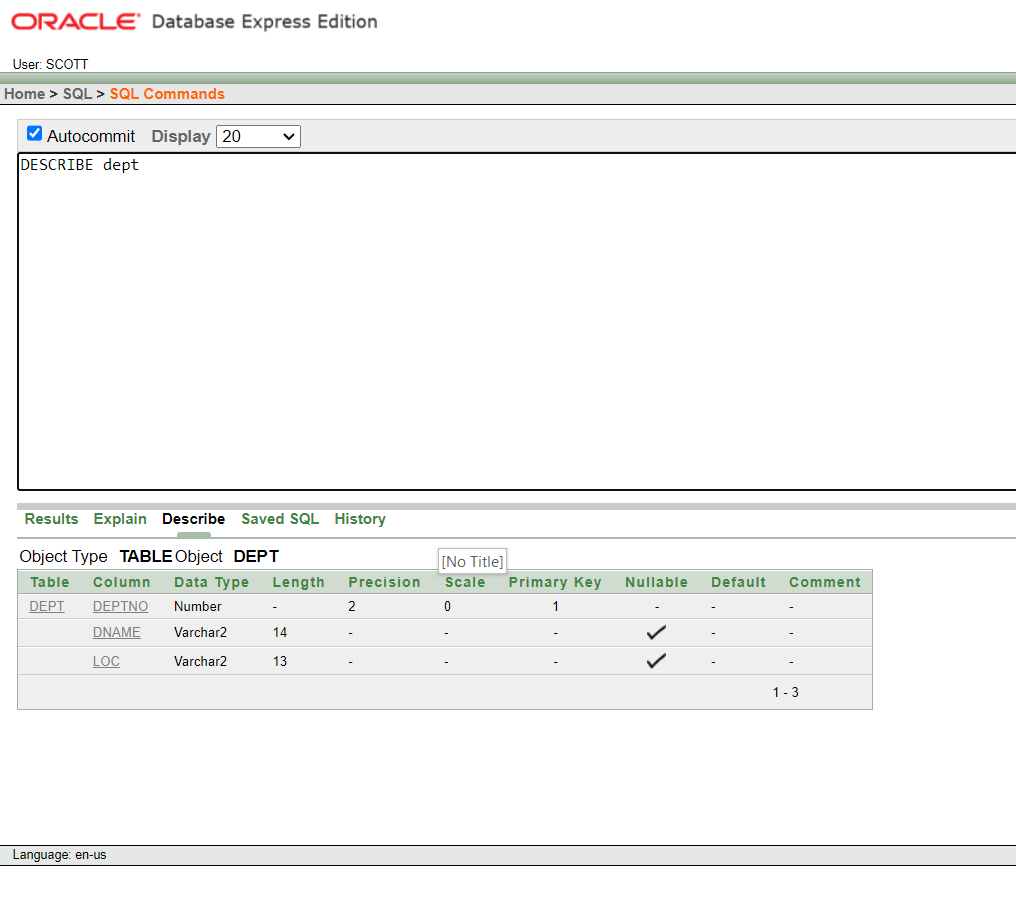 ORACLE Database Express Edition
User: SCOTT
Home > SQL > SQL Commands
Autocommit Display 20
DESCRIBE dept
Results Explain Describe Saved SQL History
Object Type TABLE Object DEPT
[No Title]
Table Column Data Type Length Precision Scale Primary Key Nullable Default Comment
DEPT DEPTNO Number - 2 0 1 - - -
DNAME Varchar2 14 - - - - -
LOC Varchar2 13 - - - - -
1 - 3
Language: en-us